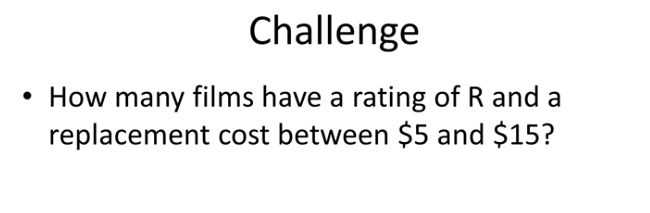 Challenge
• How many films have a rating of R and a
replacement cost between $5 and $15?